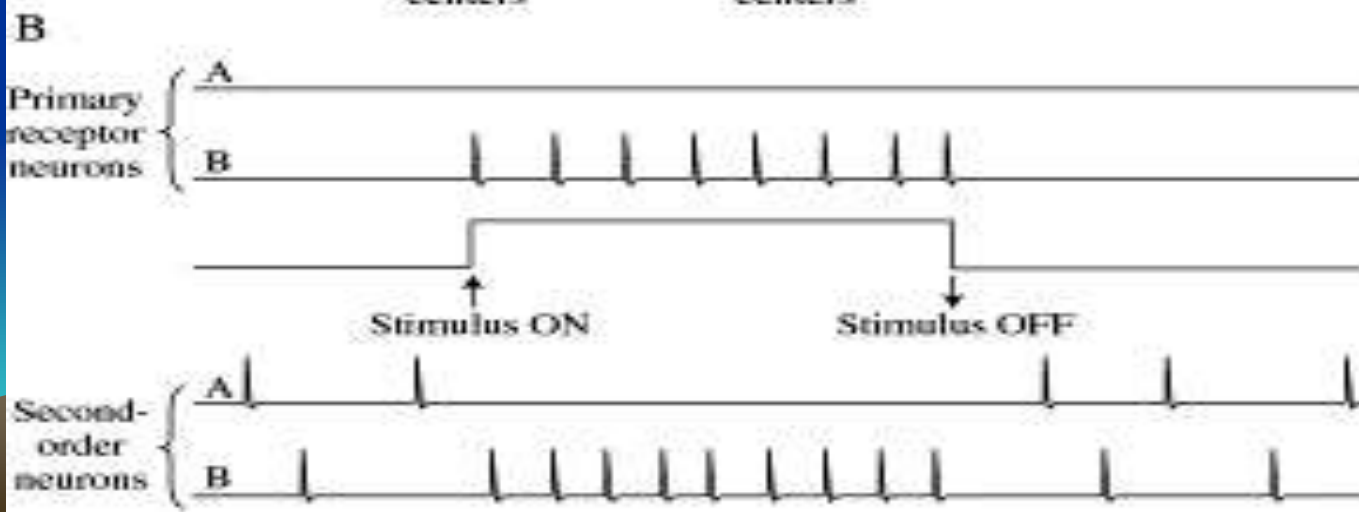 B
A
Primary
receptor
neurons
B
Stimulus ON
Stimulus OFF
A
Second-
order
neurons
B